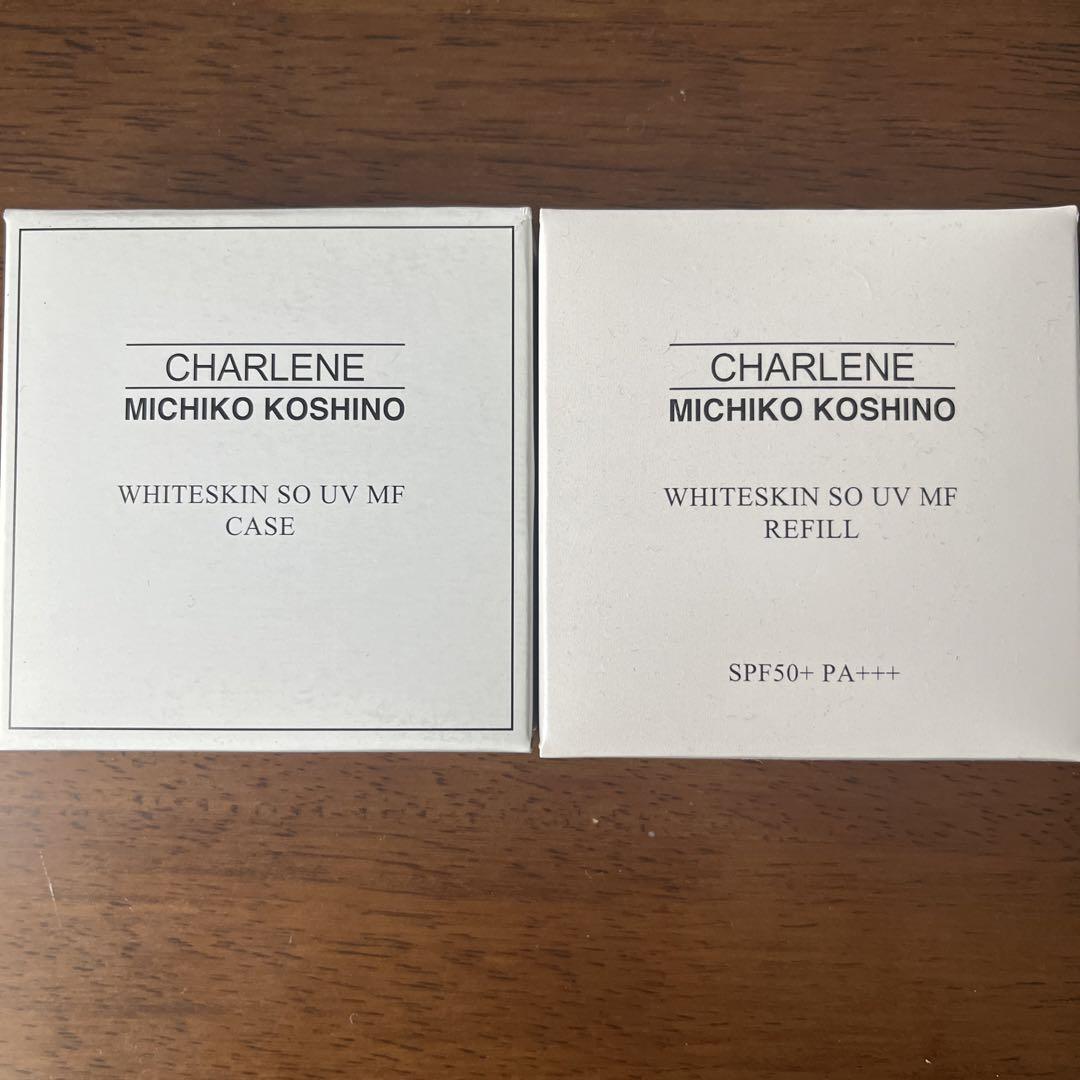 CHARLENE
MICHIKO KOSHINO
WHITESKIN SO UV MF
CASE
CHARLENE
MICHIKO KOSHINO
WHITESKIN SO UV MF
REFILL
SPF50+ PA+++